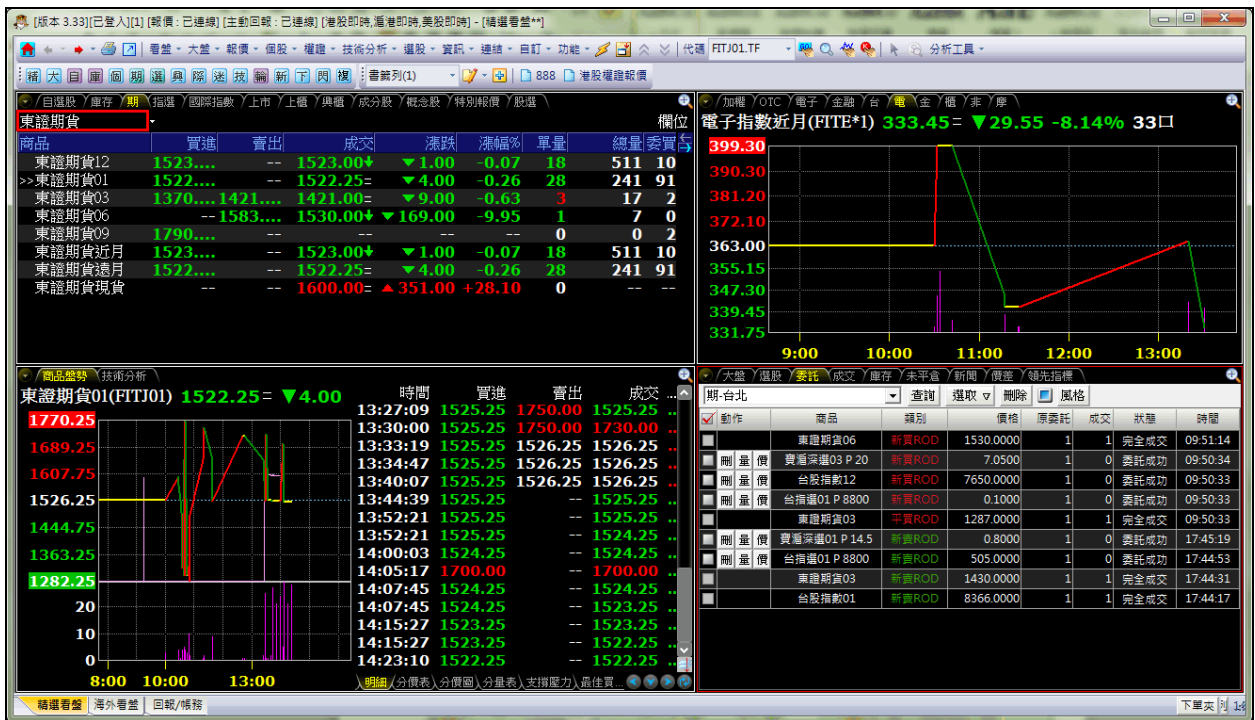 [版本 3.33][已登入][1] [報價 : 已連線] [主動回報 : 已連線] [港股即時,滬港即時,美股即時] - [精選看盤**]
看盤 大盤 報價 個股 權證 技術分析 選股 資訊 連結 自訂 功能 代碼 FITJ01.TF 分析工具
精 大 自 庫 個 期 選 興 際 迷 技 輪 新 下 閃 複 書籤列(1) 888 港股權證報價
自選股 庫存 期 指選 國際指數 上市 上櫃 興櫃 成分股 概念股 特別報價 股選
東證期貨 欄位
商品 買進 賣出 成交 漲跌 漲幅% 單量 總量 委買
東證期貨12 1523.... -- 1523.00 ▼1.00 -0.07 18 511 10
>>東證期貨01 1522.... -- 1522.25= ▼4.00 -0.26 28 241 91
東證期貨03 1370.... 1421.... 1421.00= ▼9.00 -0.63 3 17 2
東證期貨06 -- 1583.... 1530.00 ▼169.00 -9.95 1 7 0
東證期貨09 1790.... -- -- -- -- 0 0 2
東證期貨近月 1523.... -- 1523.00 ▼1.00 -0.07 18 511 10
東證期貨遠月 1522.... -- 1522.25= ▼4.00 -0.26 28 241 91
東證期貨現貨 -- -- 1600.00= ▲351.00 +28.10 0 -- --
加權 OTC 電子 金融 台 電 金 櫃 非 摩
電子指數近月(FITE*1) 333.45= ▼29.55 -8.14% 33口
399.30
390.30
381.20
372.10
363.00
355.15
347.30
339.45
331.75
9:00 10:00 11:00 12:00 13:00
商品盤勢 技術分析
東證期貨01(FITJ01) 1522.25= ▼4.00
1770.25
1689.25
1607.75
1526.25
1444.75
1363.25
1282.25
20
10
0
8:00 10:00 13:00
時間 買進 賣出 成交 ...
13:27:09 1525.25 1750.00 1525.25 ..
13:30:00 1525.25 1750.00 1730.00 ..
13:33:19 1525.25 1526.25 1526.25 ..
13:34:47 1525.25 1526.25 1526.25 ..
13:40:07 1525.25 1526.25 1526.25 ..
13:44:39 1525.25 -- 1525.25 ..
13:52:21 1525.25 -- 1525.25 ..
13:52:21 1525.25 -- 1524.25 ..
14:00:03 1524.25 -- 1524.25 ..
14:05:17 1700.00 -- 1700.00 ..
14:07:45 1524.25 -- 1524.25 ..
14:07:45 1524.25 -- 1523.25 ..
14:15:27 1523.25 -- 1523.25 ..
14:15:27 1523.25 -- 1522.25 ..
14:23:10 1522.25 -- 1522.25 ..
明細 分價表 分價圖 分量表 支撐壓力 最佳買...
大盤 選股 委託 成交 庫存 未平倉 新聞 價差 領先指標
期-台北 查詢 選取 ▽ 刪除 風格
動作 商品 類別 價格 原委託 成交 狀態 時間
東證期貨06 新買ROD 1530.0000 1 1 完全成交 09:51:14
刪 量 價 寶滬深選03 P 20 新買ROD 7.0500 1 0 委託成功 09:50:34
刪 量 價 台股指數12 新買ROD 7650.0000 1 0 委託成功 09:50:33
刪 量 價 台指選01 P 8800 新買ROD 0.1000 1 0 委託成功 09:50:33
東證期貨03 平買ROD 1287.0000 1 1 完全成交 09:50:33
刪 量 價 寶滬深選01 P 14.5 新賣ROD 0.8000 1 0 委託成功 17:45:19
刪 量 價 台指選01 P 8800 新賣ROD 505.0000 1 0 委託成功 17:44:53
東證期貨03 新賣ROD 1430.0000 1 1 完全成交 17:44:31
台股指數01 新賣ROD 8366.0000 1 1 完全成交 17:44:17
精選看盤 海外看盤 回報/帳務 下單夾